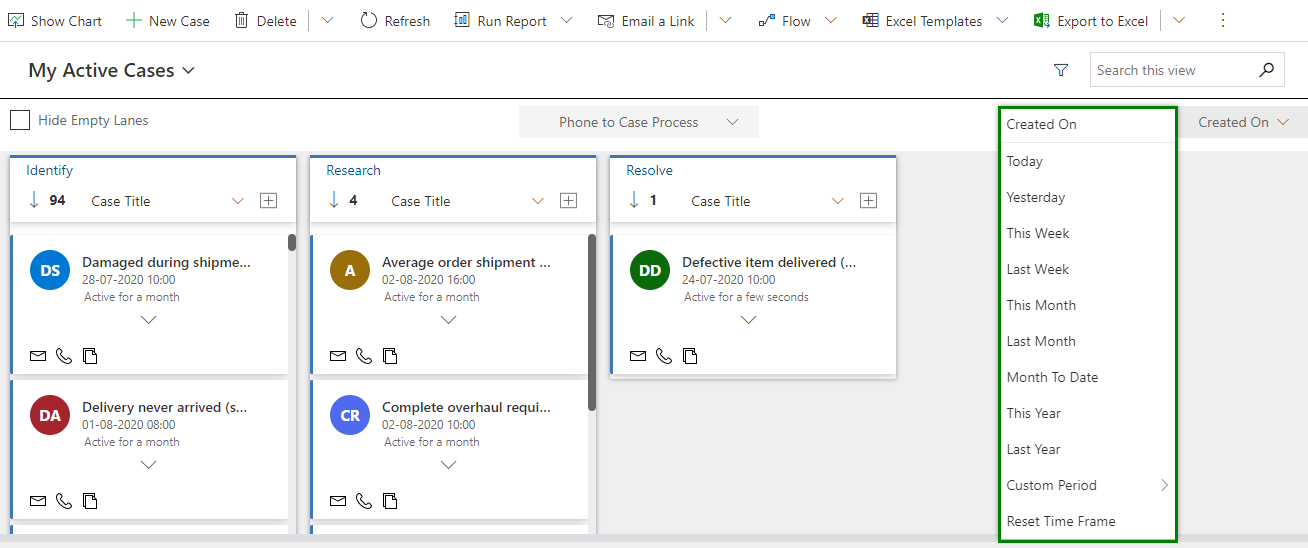 Show Chart New Case Delete Refresh Run Report Email a Link Flow Excel Templates Export to Excel
My Active Cases Search this view
Hide Empty Lanes Phone to Case Process Created On
Identify
94 Case Title
DS Damaged during shipme...
28-07-2020 10:00
Active for a month
DA Delivery never arrived (s...
01-08-2020 08:00
Active for a month
Research
4 Case Title
A Average order shipment ...
02-08-2020 16:00
Active for a month
CR Complete overhaul requi...
02-08-2020 10:00
Active for a month
Resolve
1 Case Title
DD Defective item delivered (...
24-07-2020 10:00
Active for a few seconds
Created On
Today
Yesterday
This Week
Last Week
This Month
Last Month
Month To Date
This Year
Last Year
Custom Period
Reset Time Frame